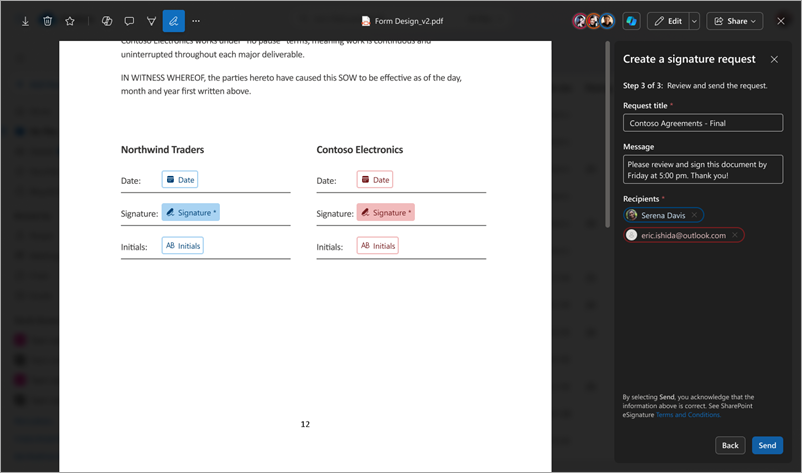 Form Design_v2.pdf
Edit
Share
Contoso Electronics works under "no pause" terms, meaning work is continuous and
uninterrupted throughout each major deliverable.
IN WITNESS WHEREOF, the parties hereto have caused this SOW to be effective as of the day,
month and year first written above.
Northwind Traders
Date: Date
Signature: Signature *
Initials: AB Initials
Contoso Electronics
Date: Date
Signature: Signature *
Initials: AB Initials
12
Create a signature request
Step 3 of 3: Review and send the request.
Request title *
Contoso Agreements - Final
Message
Please review and sign this document by
Friday at 5:00 pm. Thank you!
Recipients *
Serena Davis
eric.ishida@outlook.com
By selecting Send, you acknowledge that the
information above is correct. See SharePoint
eSignature Terms and Conditions.
Back
Send